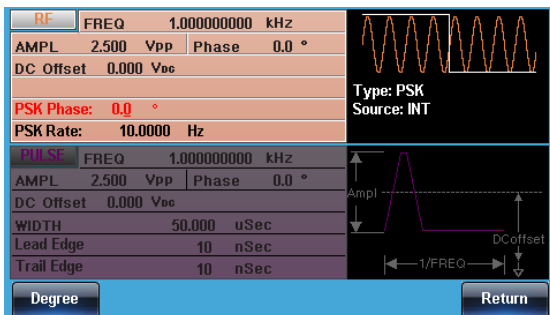 RF FREQ 1.000000000 kHz
AMPL 2.500 Vpp Phase 0.0 °
DC Offset 0.000 VDC
PSK Phase: 0.0 °
PSK Rate: 10.0000 Hz
Type: PSK
Source: INT
PULSE FREQ 1.000000000 kHz
AMPL 2.500 Vpp Phase 0.0 °
DC Offset 0.000 VDC
WIDTH 50.000 uSec
Lead Edge 10 nSec
Trail Edge 10 nSec
Ampl
DCoffset
1/FREQ
Degree
Return